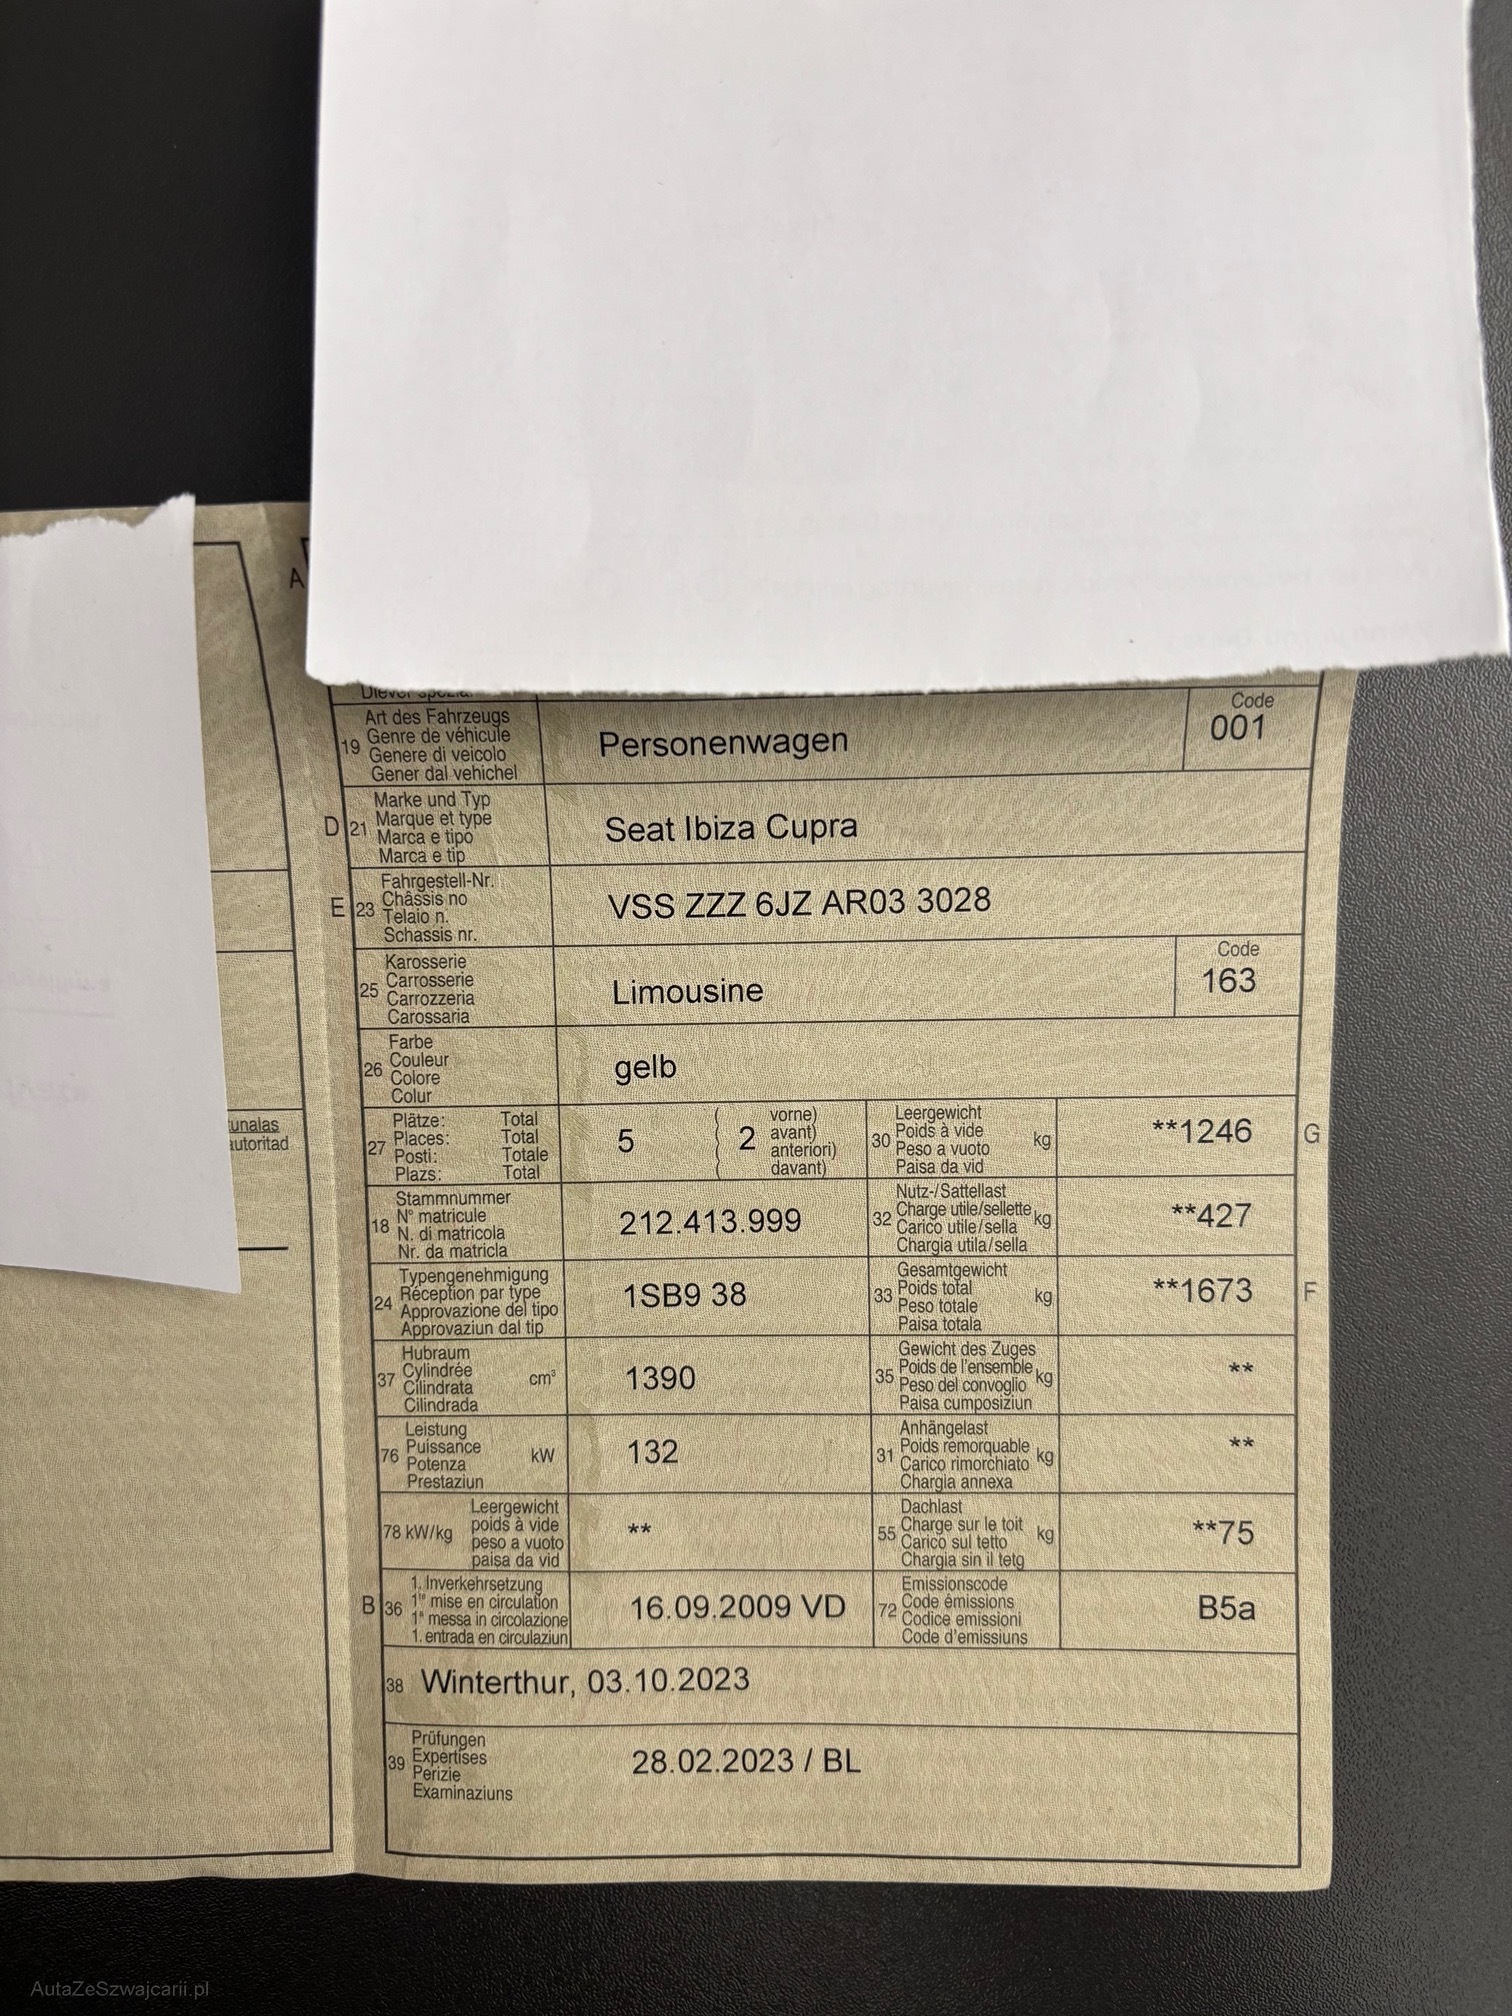 A
19 Art des Fahrzeugs
Genre de véhicule
Genere di veicolo
Gener dal vehichel
Personenwagen
Code
001
D 21 Marke und Typ
Marque et type
Marca e tipo
Marca e tip
Seat Ibiza Cupra
E 23 Fahrgestell-Nr.
Châssis no
Telaio n.
Schassis nr.
VSS ZZZ 6JZ AR03 3028
25 Karosserie
Carrosserie
Carrozzeria
Carossaria
Limousine
Code
163
26 Farbe
Couleur
Colore
Colur
gelb
27 Plätze: Total
Places: Total
Posti: Totale
Plazs: Total
5
( 2 vorne)
avant)
anteriori)
davant)
30 Leergewicht
Poids à vide
Peso a vuoto
Paisa da vid
kg
**1246
G
18 Stammnummer
N° matricule
N. di matricola
Nr. da matricla
212.413.999
32 Nutz-/Sattellast
Charge utile/sellette
Carico utile/sella
Chargia utila/sella
kg
**427
24 Typengenehmigung
Réception par type
Approvazione del tipo
Approvaziun dal tip
1SB9 38
33 Gesamtgewicht
Poids total
Peso totale
Paisa totala
kg
**1673
F
37 Hubraum
Cylindrée
Cilindrata
Cilindrada
cm³
1390
35 Gewicht des Zuges
Poids de l'ensemble
Peso del convoglio
Paisa cumposiziun
kg
**
76 Leistung
Puissance
Potenza
Prestaziun
kW
132
31 Anhängelast
Poids remorquable
Carico rimorchiato
Chargia annexa
kg
**
78 kW/kg Leergewicht
poids à vide
peso a vuoto
paisa da vid
**
55 Dachlast
Charge sur le toit
Carico sul tetto
Chargia sin il tetg
kg
**75
B 36 1. Inverkehrsetzung
1re mise en circulation
1a messa in circolazione
1. entrada en circulaziun
16.09.2009 VD
72 Emissionscode
Code émissions
Codice emissioni
Code d'emissiuns
B5a
38 Winterthur, 03.10.2023
39 Prüfungen
Expertises
Perizie
Examinaziuns
28.02.2023 / BL
AutaZeSzwajcarii.pl